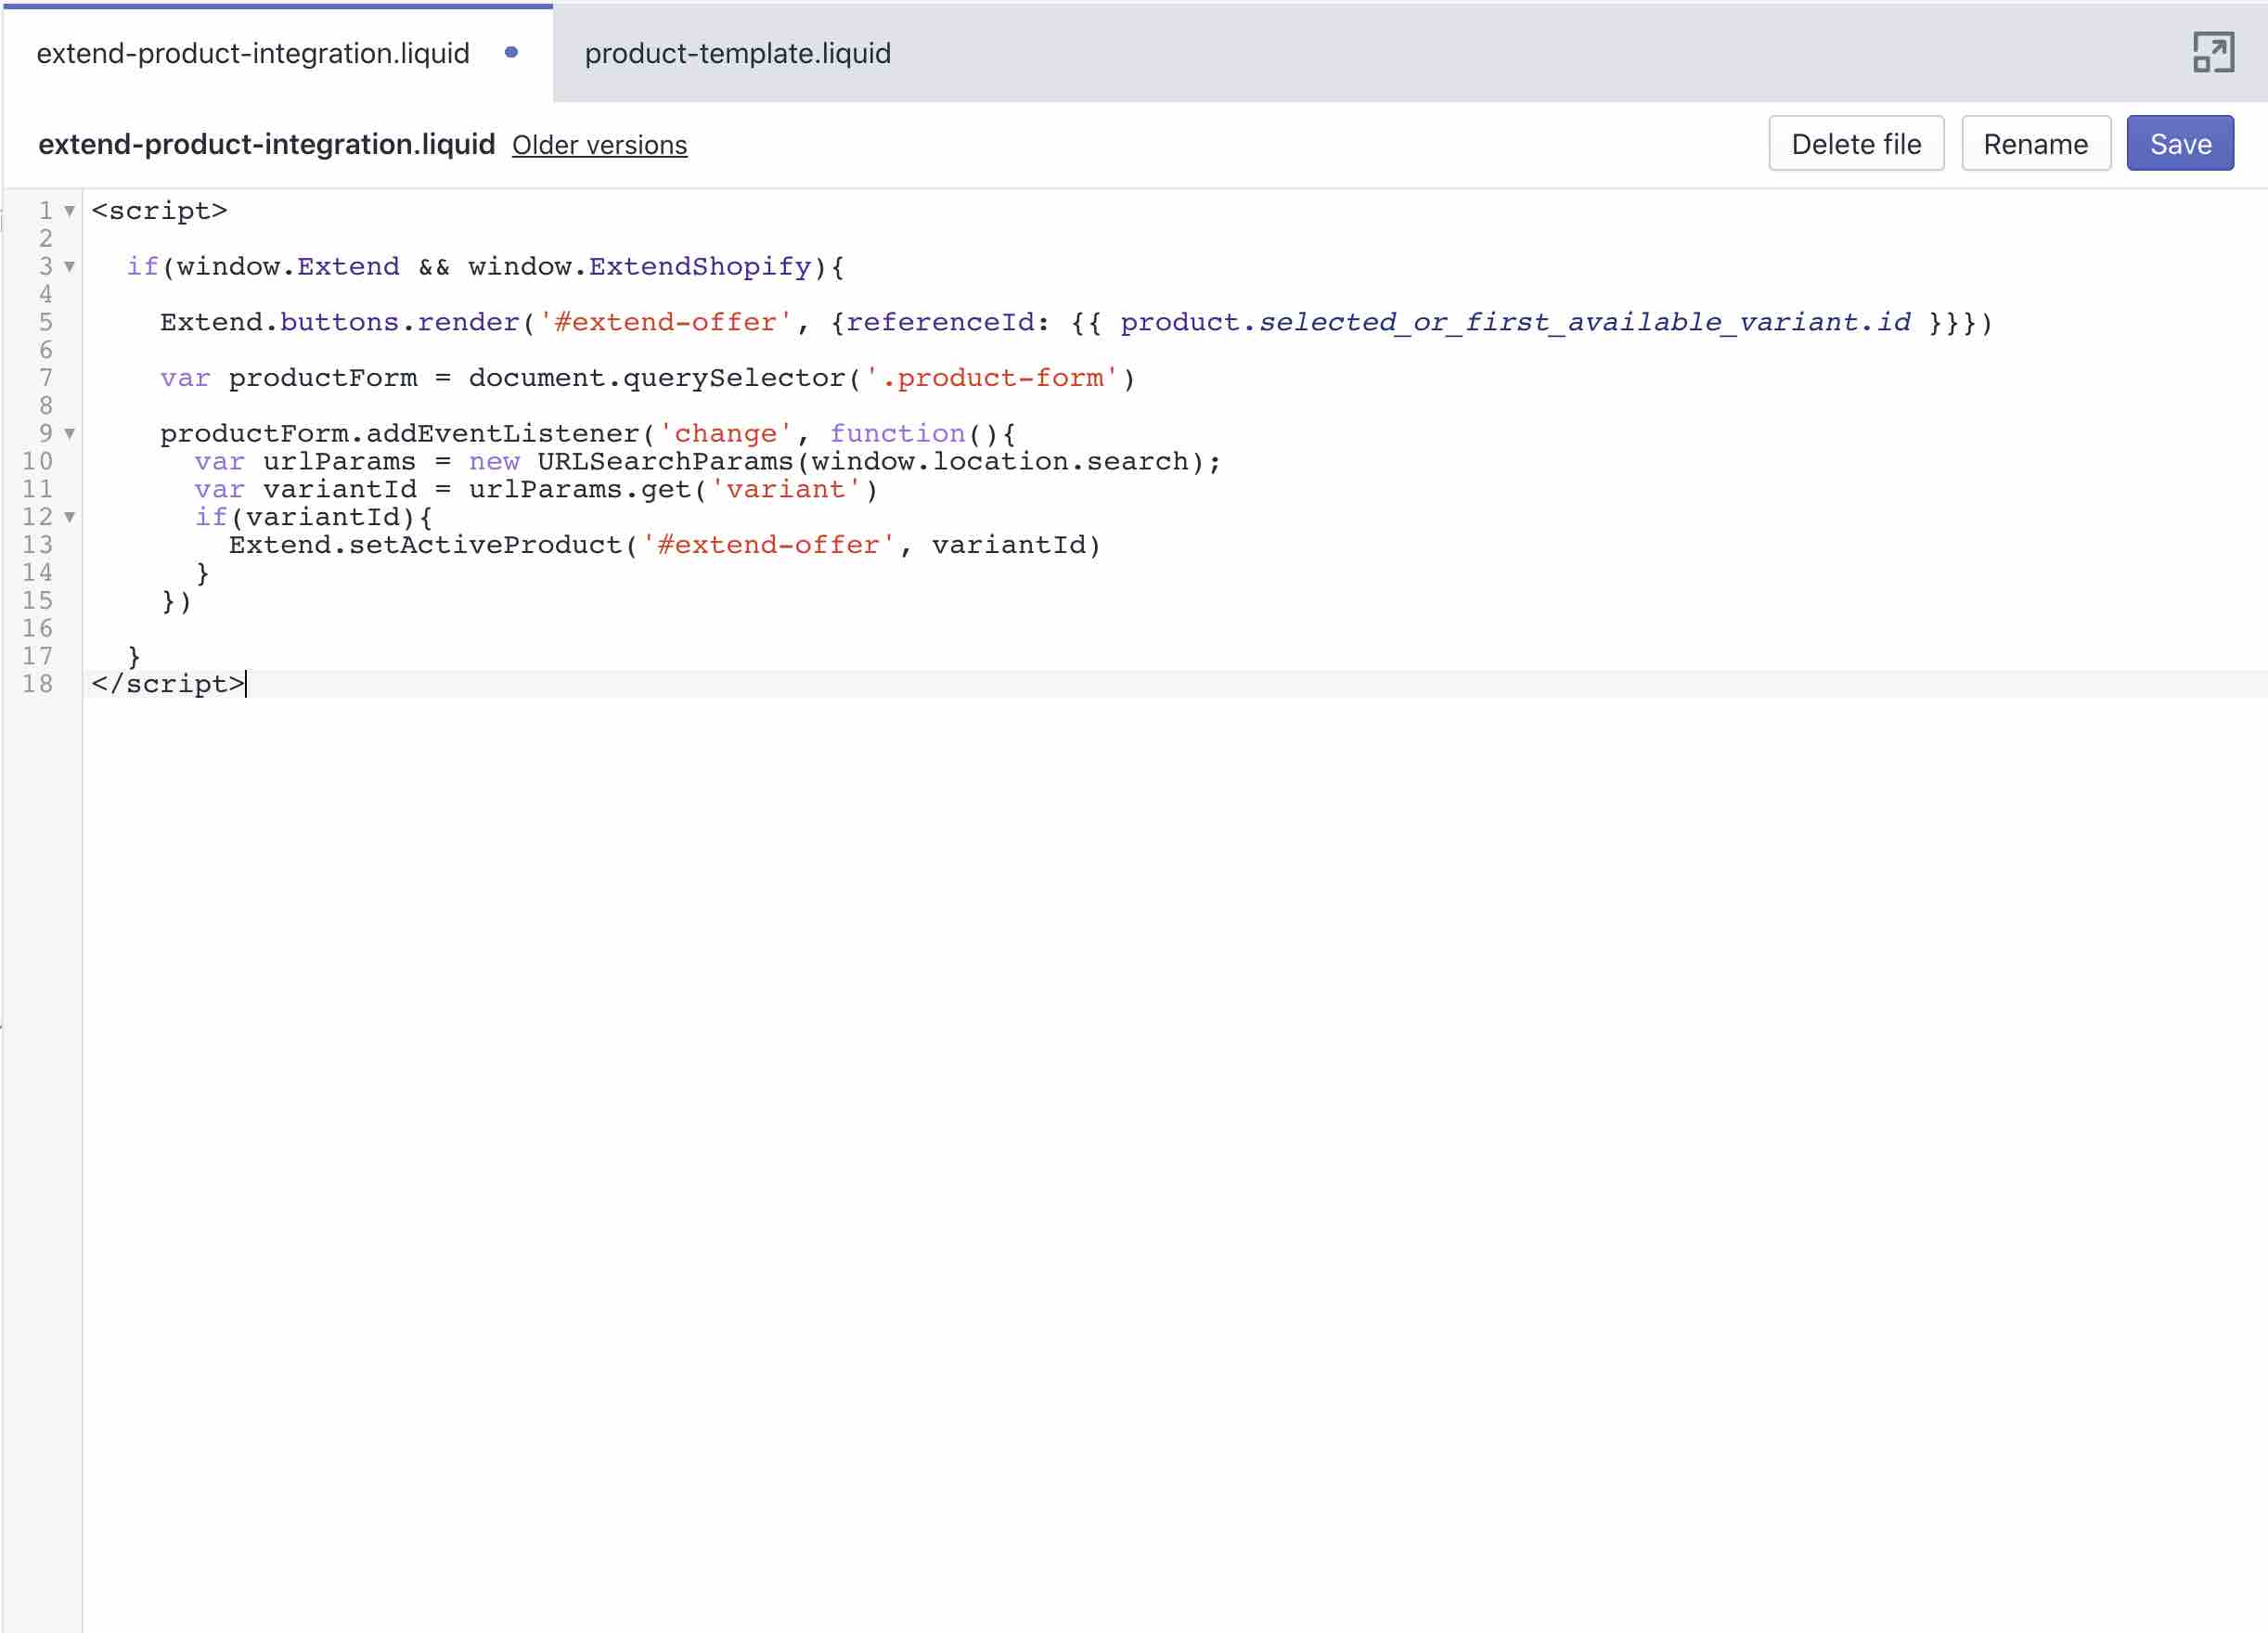 extend-product-integration.liquid
product-template.liquid
extend-product-integration.liquid Older versions
Delete file Rename Save
1 <script>
2
3   if(window.Extend && window.ExtendShopify){
4
5     Extend.buttons.render('#extend-offer', {referenceId: {{ product.selected_or_first_available_variant.id }}})
6
7     var productForm = document.querySelector('.product-form')
8
9     productForm.addEventListener('change', function(){
10       var urlParams = new URLSearchParams(window.location.search);
11       var variantId = urlParams.get('variant')
12       if(variantId){
13         Extend.setActiveProduct('#extend-offer', variantId)
14       }
15     })
16
17   }
18 </script>